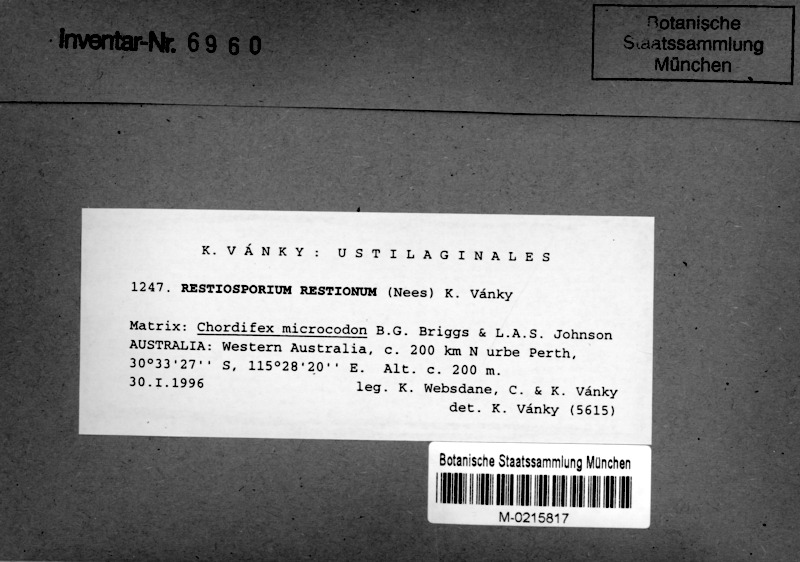 Inventar-Nr. 6960
Botanische
Staatssammlung
München
K. VÁNKY: USTILAGINALES
1247. RESTIOSPORIUM RESTIONUM (Nees) K. Vánky
Matrix: Chordifex microcodon B.G. Briggs & L.A.S. Johnson
AUSTRALIA: Western Australia, c. 200 km N urbe Perth,
30°33'27'' S, 115°28'20'' E. Alt. c. 200 m.
30.I.1996 leg. K. Websdane, C. & K. Vánky
det. K. Vánky (5615)
Botanische Staatssammlung München
M-0215817